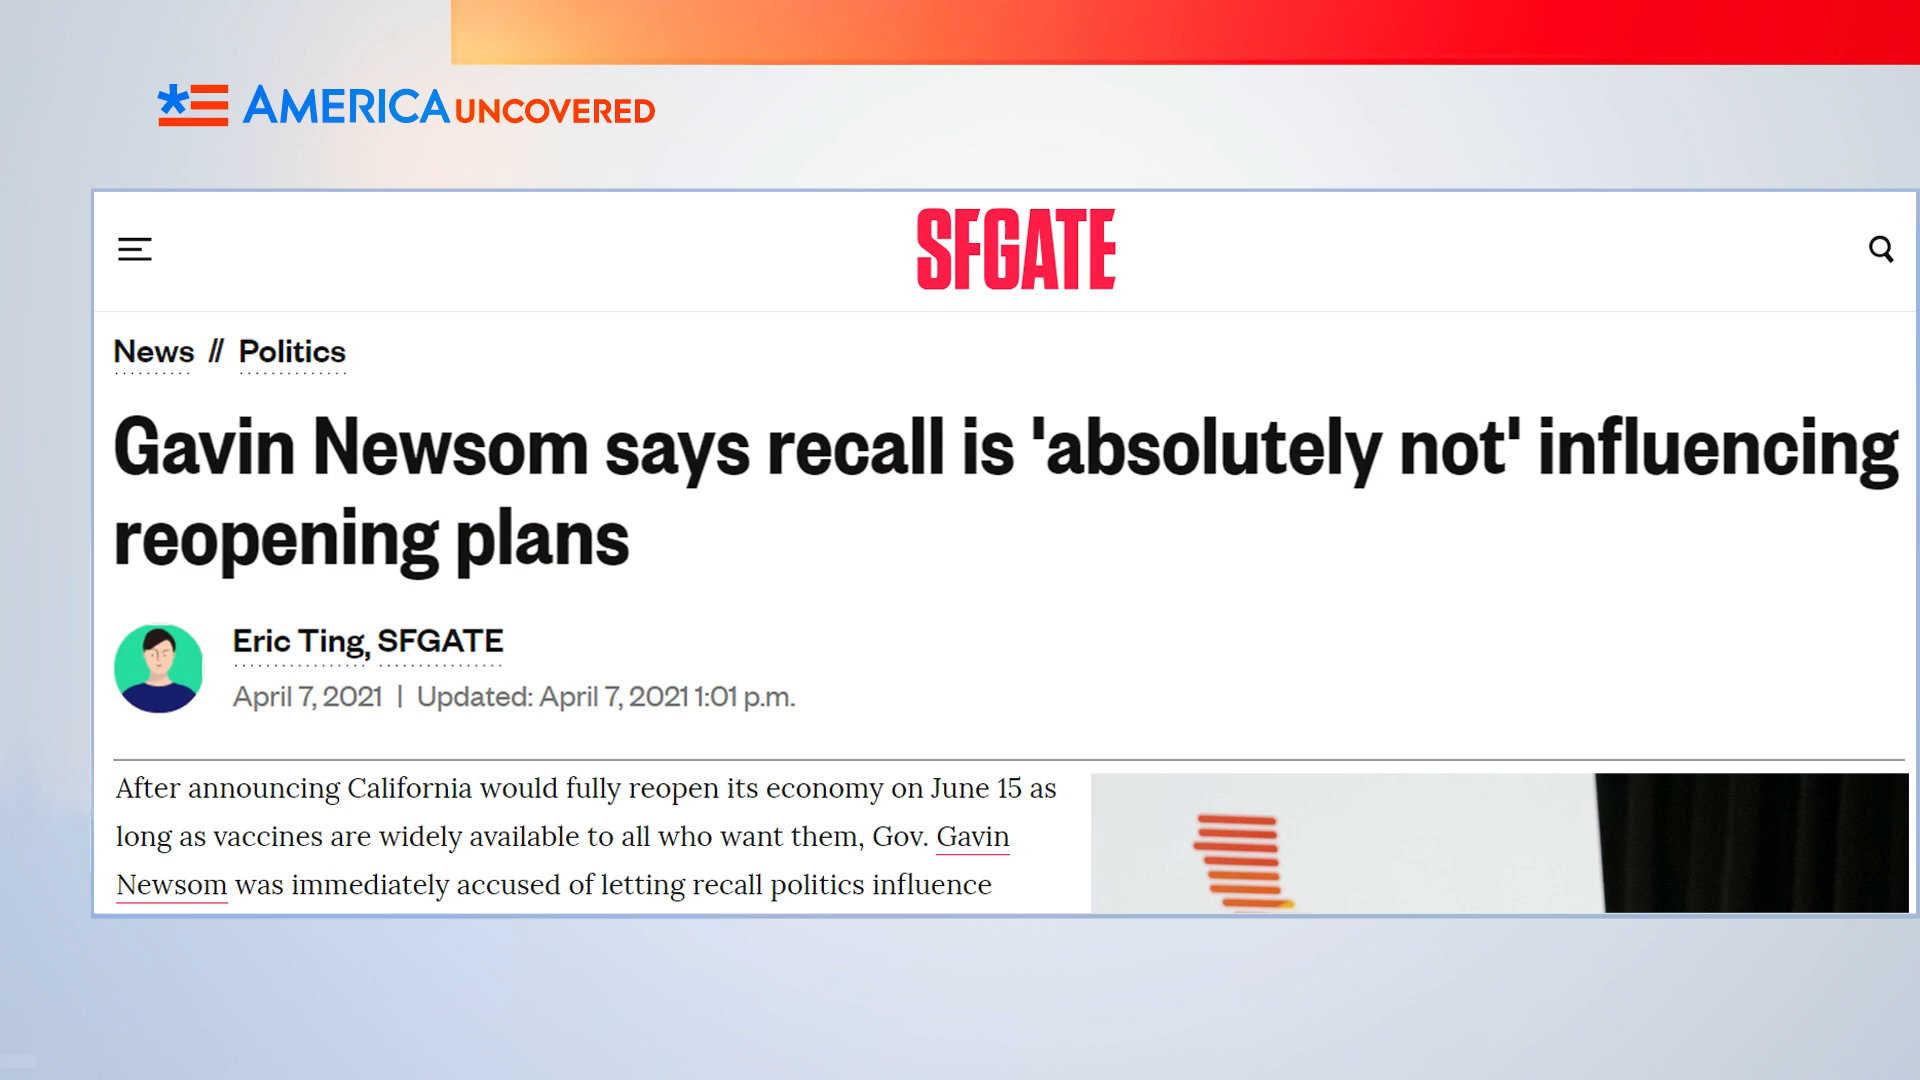 AMERICA UNCOVERED
SFGATE
News // Politics
Gavin Newsom says recall is 'absolutely not' influencing
reopening plans
Eric Ting, SFGATE
April 7, 2021 | Updated: April 7, 2021 1:01 p.m.
After announcing California would fully reopen its economy on June 15 as
long as vaccines are widely available to all who want them, Gov. Gavin
Newsom was immediately accused of letting recall politics influence